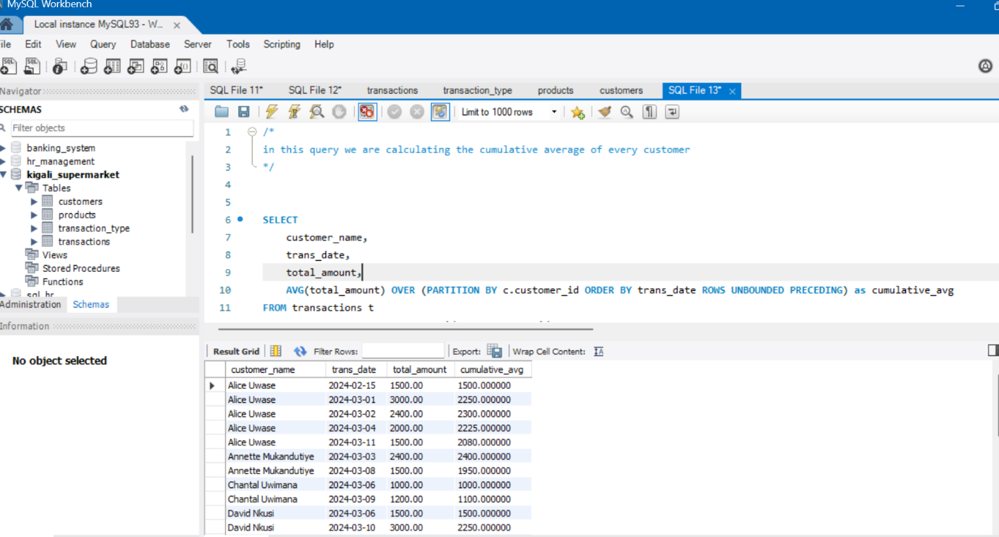 MySQL Workbench
Local instance MySQL93 - W...
Edit View Query Database Server Tools Scripting Help
Navigator
SCHEMAS
Filter objects
banking_system
hr_management
kigali_supermarket
Tables
customers
products
transaction_type
transactions
Views
Stored Procedures
Functions
Administration Schemas
Information
No object selected
SQL File 11* SQL File 12* transactions transaction_type products customers SQL File 13*
Limit to 1000 rows
1 /*
2 in this query we are calculating the cumulative average of every customer
3 */
4
5
6 SELECT
7 customer_name,
8 trans_date,
9 total_amount,
10 AVG(total_amount) OVER (PARTITION BY c.customer_id ORDER BY trans_date ROWS UNBOUNDED PRECEDING) as cumulative_avg
11 FROM transactions t
Result Grid Filter Rows: Export: Wrap Cell Content:
customer_name trans_date total_amount cumulative_avg
Alice Uwase 2024-02-15 1500.00 1500.000000
Alice Uwase 2024-03-01 3000.00 2250.000000
Alice Uwase 2024-03-02 2400.00 2300.000000
Alice Uwase 2024-03-04 2000.00 2225.000000
Alice Uwase 2024-03-11 1500.00 2080.000000
Annette Mukandutiye 2024-03-03 2400.00 2400.000000
Annette Mukandutiye 2024-03-08 1500.00 1950.000000
Chantal Uwimana 2024-03-06 1000.00 1000.000000
Chantal Uwimana 2024-03-09 1200.00 1100.000000
David Nkusi 2024-03-06 1500.00 1500.000000
David Nkusi 2024-03-10 3000.00 2250.000000